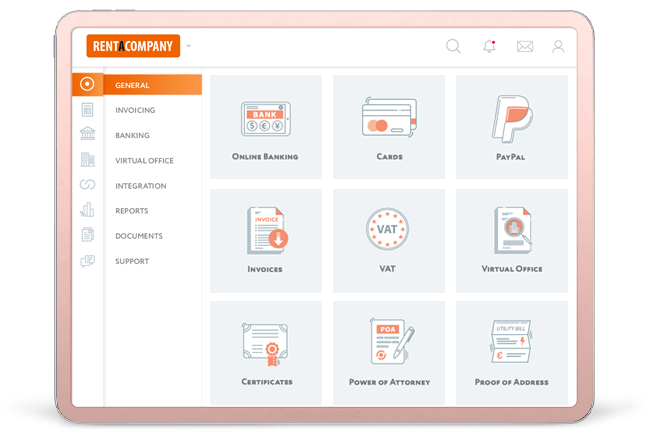 RENTACOMPANY
GENERAL
INVOICING
BANKING
VIRTUAL OFFICE
INTEGRATION
REPORTS
DOCUMENTS
SUPPORT
BANK
$ € ¥
ONLINE BANKING
CARDS
PAYPAL
INVOICE
INVOICES
VAT
VAT
VIRTUAL OFFICE
CERTIFICATES
POA
POWER OF ATTORNEY
UTILITY BILL
€
PROOF OF ADDRESS